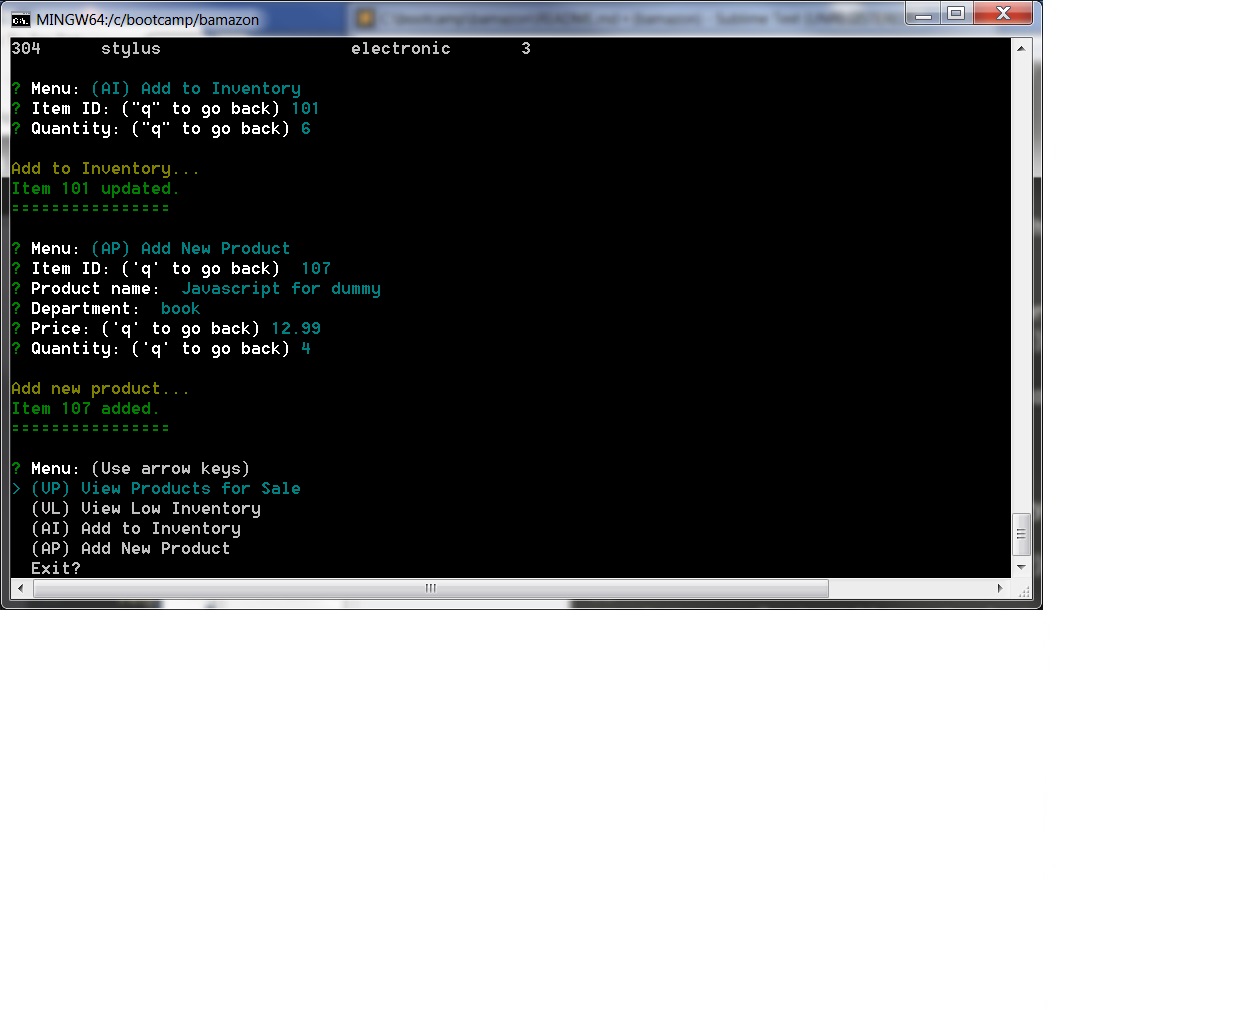 MINGW64:/c/bootcamp/bamazon
304 stylus electronic 3
? Menu: (AI) Add to Inventory
? Item ID: ("q" to go back) 101
? Quantity: ("q" to go back) 6
Add to Inventory...
Item 101 updated.
================
? Menu: (AP) Add New Product
? Item ID: ('q' to go back) 107
? Product name: Javascript for dummy
? Department: book
? Price: ('q' to go back) 12.99
? Quantity: ('q' to go back) 4
Add new product...
Item 107 added.
================
? Menu: (Use arrow keys)
> (VP) View Products for Sale
(VL) View Low Inventory
(AI) Add to Inventory
(AP) Add New Product
Exit?